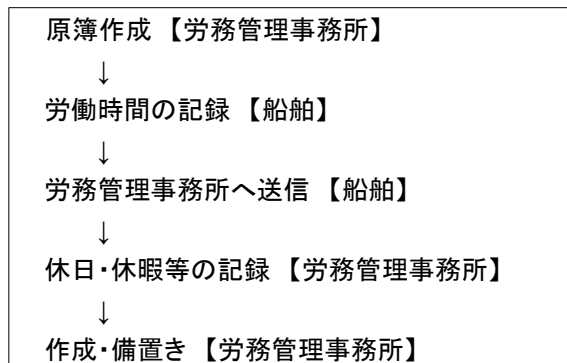 原簿作成 【労務管理事務所】
↓
労働時間の記録 【船舶】
↓
労務管理事務所へ送信 【船舶】
↓
休日・休暇等の記録 【労務管理事務所】
↓
作成・備置き 【労務管理事務所】